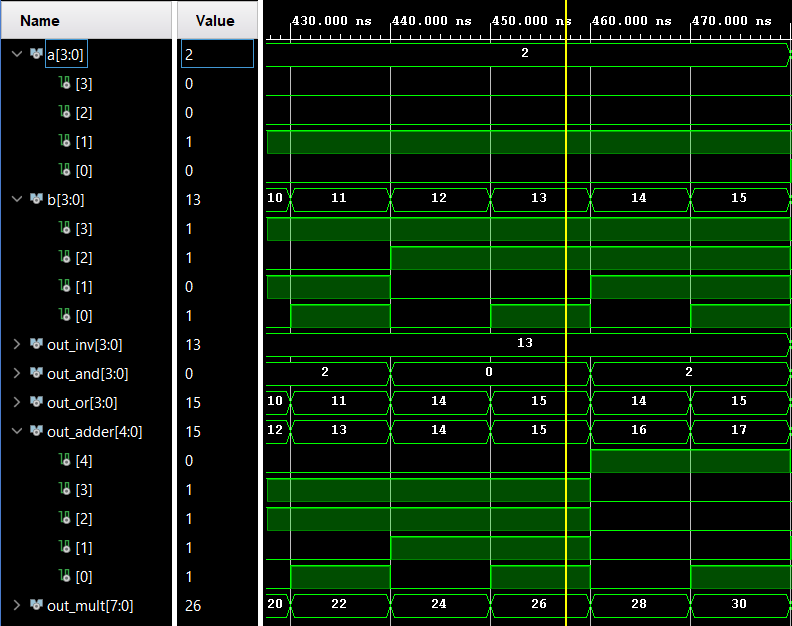 Name Value 430.000 ns 440.000 ns 450.000 ns 460.000 ns 470.000 ns
a[3:0] 2 2
[3] 0
[2] 0
[1] 1
[0] 0
b[3:0] 13 10 11 12 13 14 15
[3] 1
[2] 1
[1] 0
[0] 1
out_inv[3:0] 13 13
out_and[3:0] 0 2 0 2
out_or[3:0] 15 10 11 14 15 14 15
out_adder[4:0] 15 12 13 14 15 16 17
[4] 0
[3] 1
[2] 1
[1] 1
[0] 1
out_mult[7:0] 26 20 22 24 26 28 30